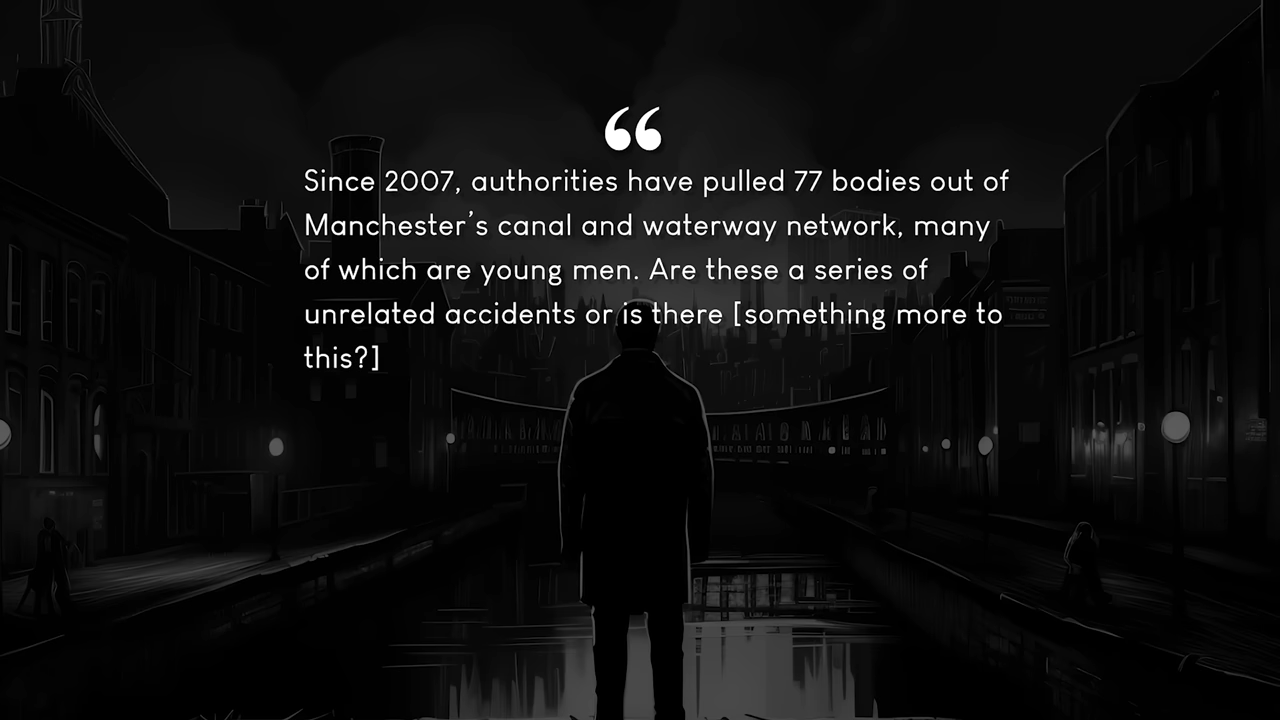 “
Since 2007, authorities have pulled 77 bodies out of
Manchester’s canal and waterway network, many
of which are young men. Are these a series of
unrelated accidents or is there [something more to
this?]